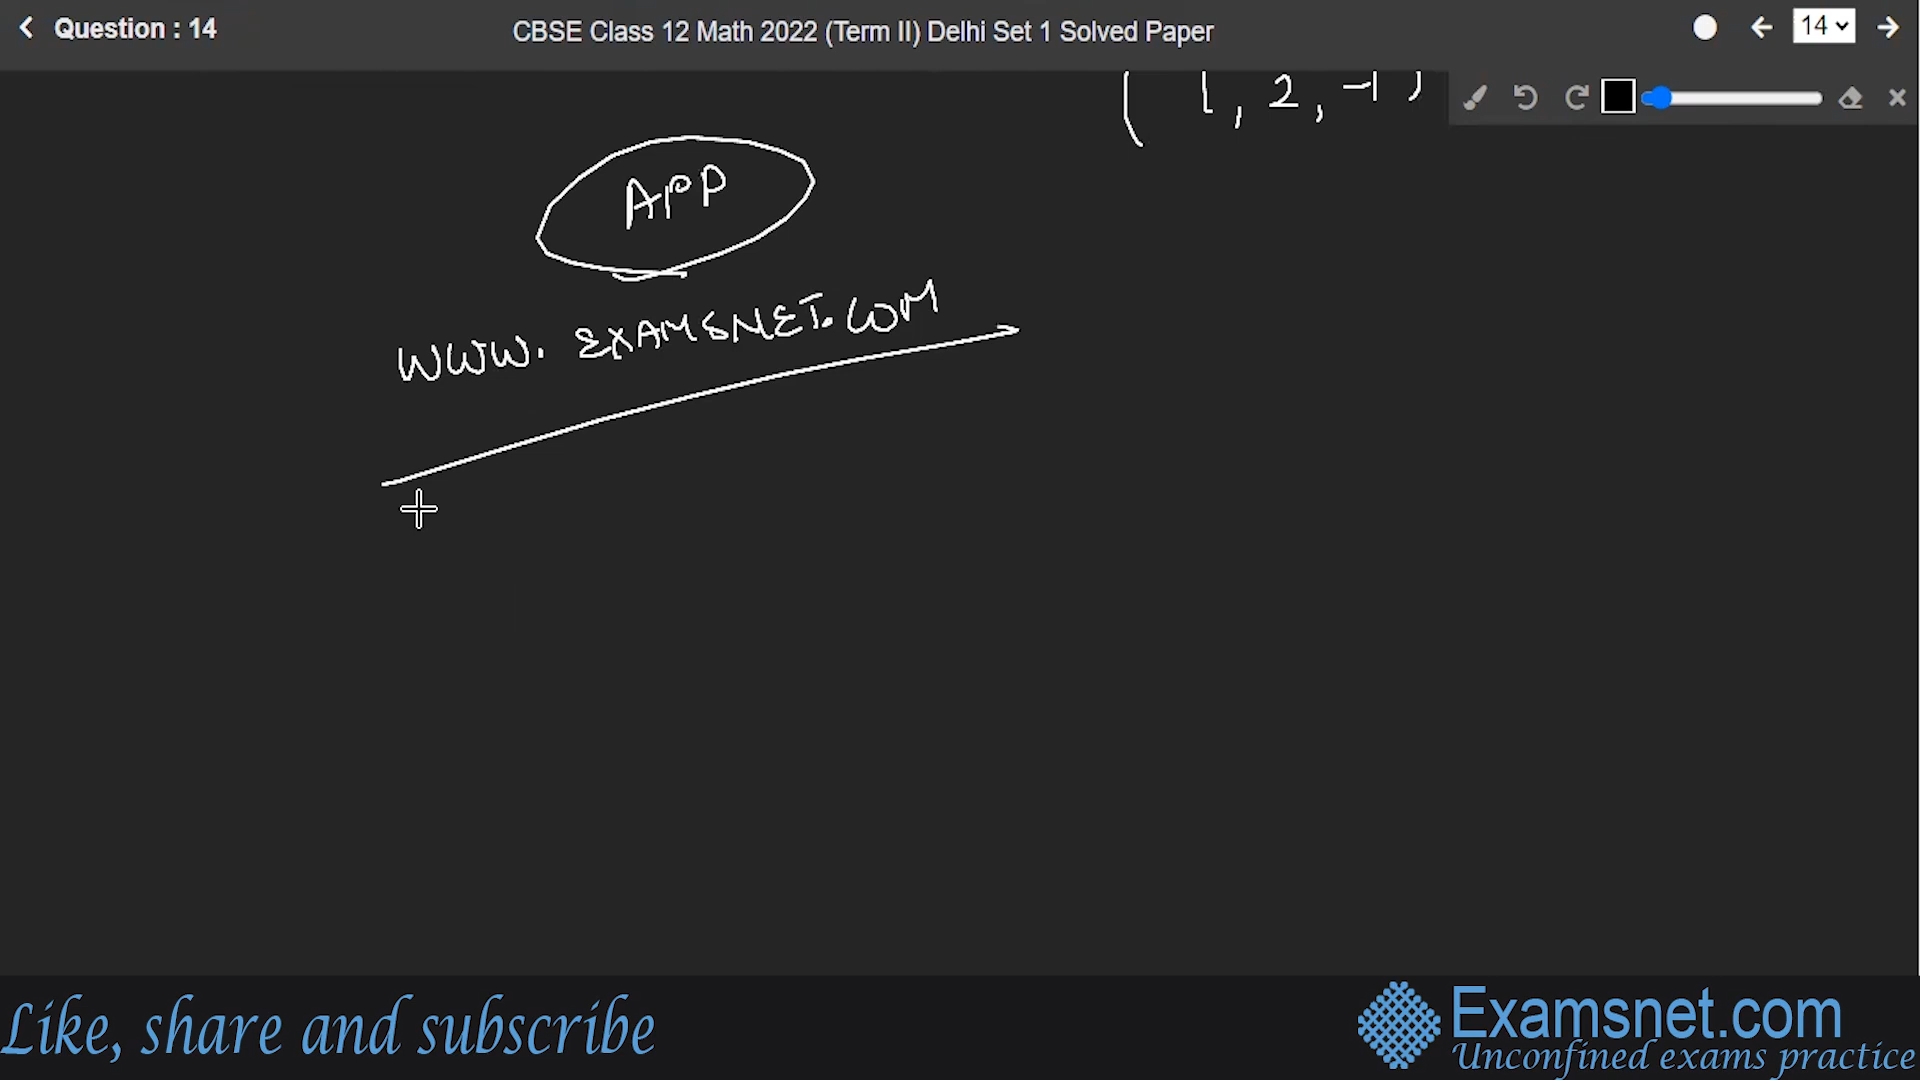 Question : 14
CBSE Class 12 Math 2022 (Term II) Delhi Set 1 Solved Paper
14
( 1, 2, -1 )
APP
WWW. EXAMSNET.COM
Like, share and subscribe
Examsnet.com
Unconfined exams practice